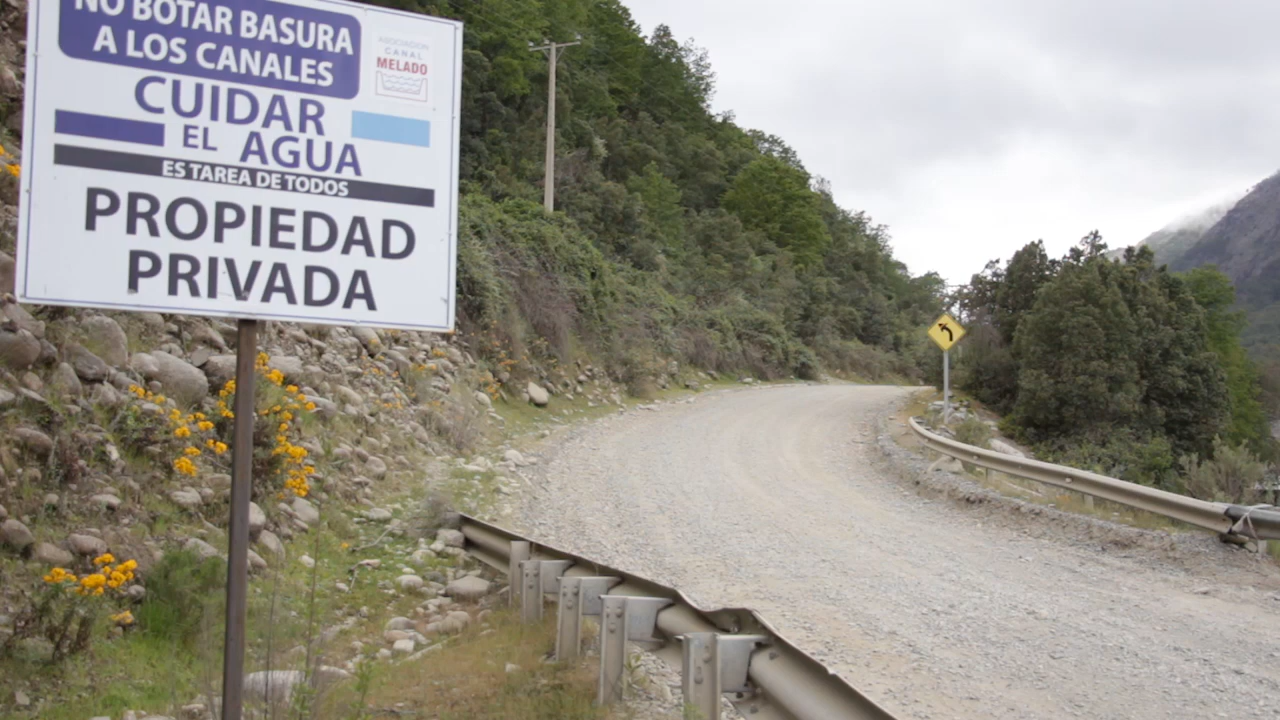 NO BOTAR BASURA
A LOS CANALES
ASOCIACION
CANAL
MELADO
CUIDAR
EL AGUA
ES TAREA DE TODOS
PROPIEDAD
PRIVADA